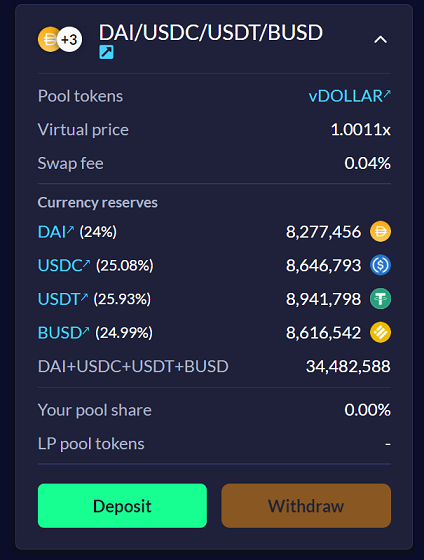 +3 DAI/USDC/USDT/BUSD
Pool tokens vDOLLAR
Virtual price 1.0011x
Swap fee 0.04%
Currency reserves
DAI (24%) 8,277,456
USDC (25.08%) 8,646,793
USDT (25.93%) 8,941,798
BUSD (24.99%) 8,616,542
DAI+USDC+USDT+BUSD 34,482,588
Your pool share 0.00%
LP pool tokens -
Deposit Withdraw